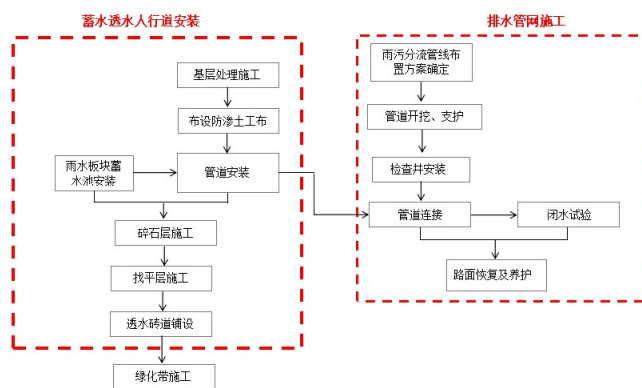 蓄水透水人行道安装
基层处理施工
布设防渗土工布
雨水板块蓄
水池安装
管道安装
碎石层施工
找平层施工
透水砖道铺设
绿化带施工
排水管网施工
雨污分流管线布
置方案确定
管道开挖、支护
检查井安装
管道连接
闭水试验
路面恢复及养护